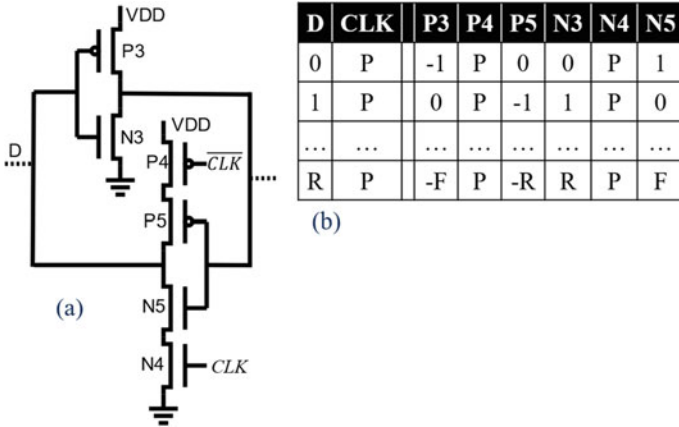 VDD
P3
N3
D
VDD
P4
CLK
P5
N5
N4
CLK
(a)
D CLK P3 P4 P5 N3 N4 N5
0 P -1 P 0 0 P 1
1 P 0 P -1 1 P 0
... ... ... ... ... ... ... ...
R P -F P -R R P F
(b)